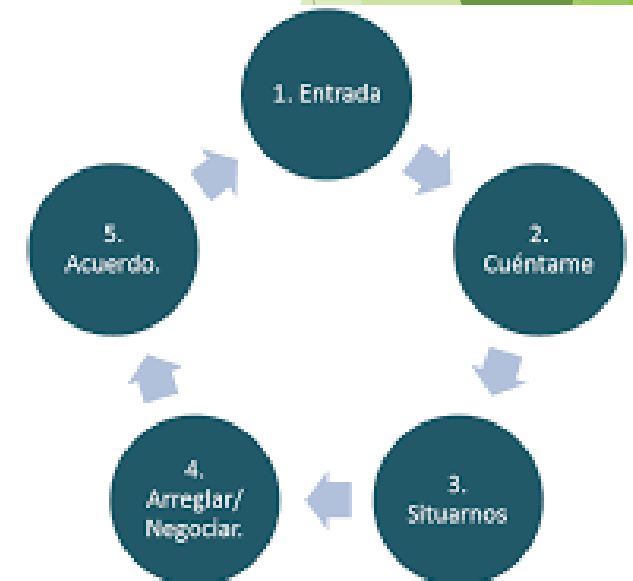 1. Entrada
2.
Cuéntame
3.
Situarnos
4.
Arreglar/
Negociar.
5.
Acuerdo.